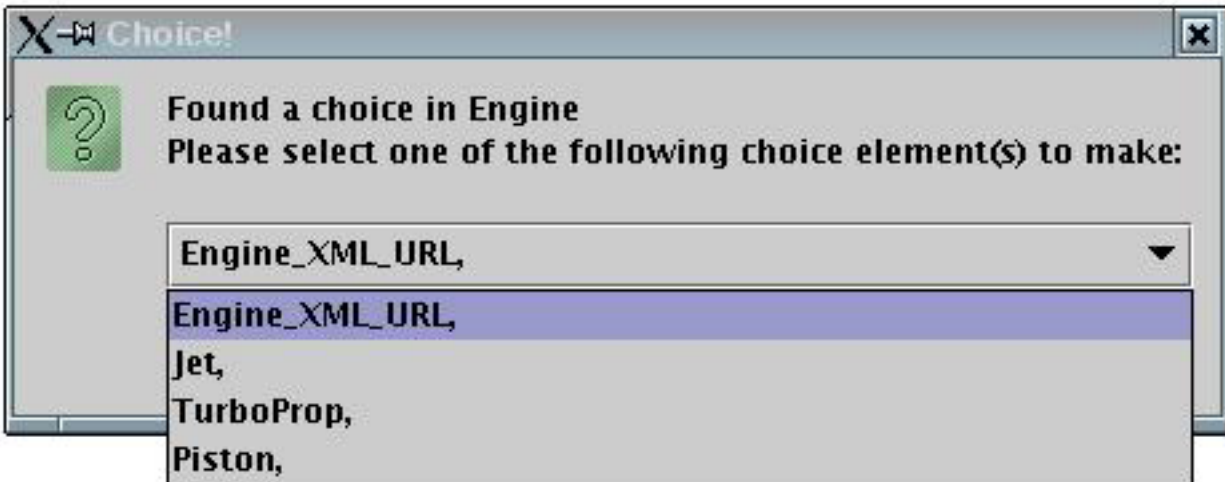 Choice!
Found a choice in Engine
Please select one of the following choice element(s) to make:
Engine_XML_URL,
Engine_XML_URL,
Jet,
TurboProp,
Piston,